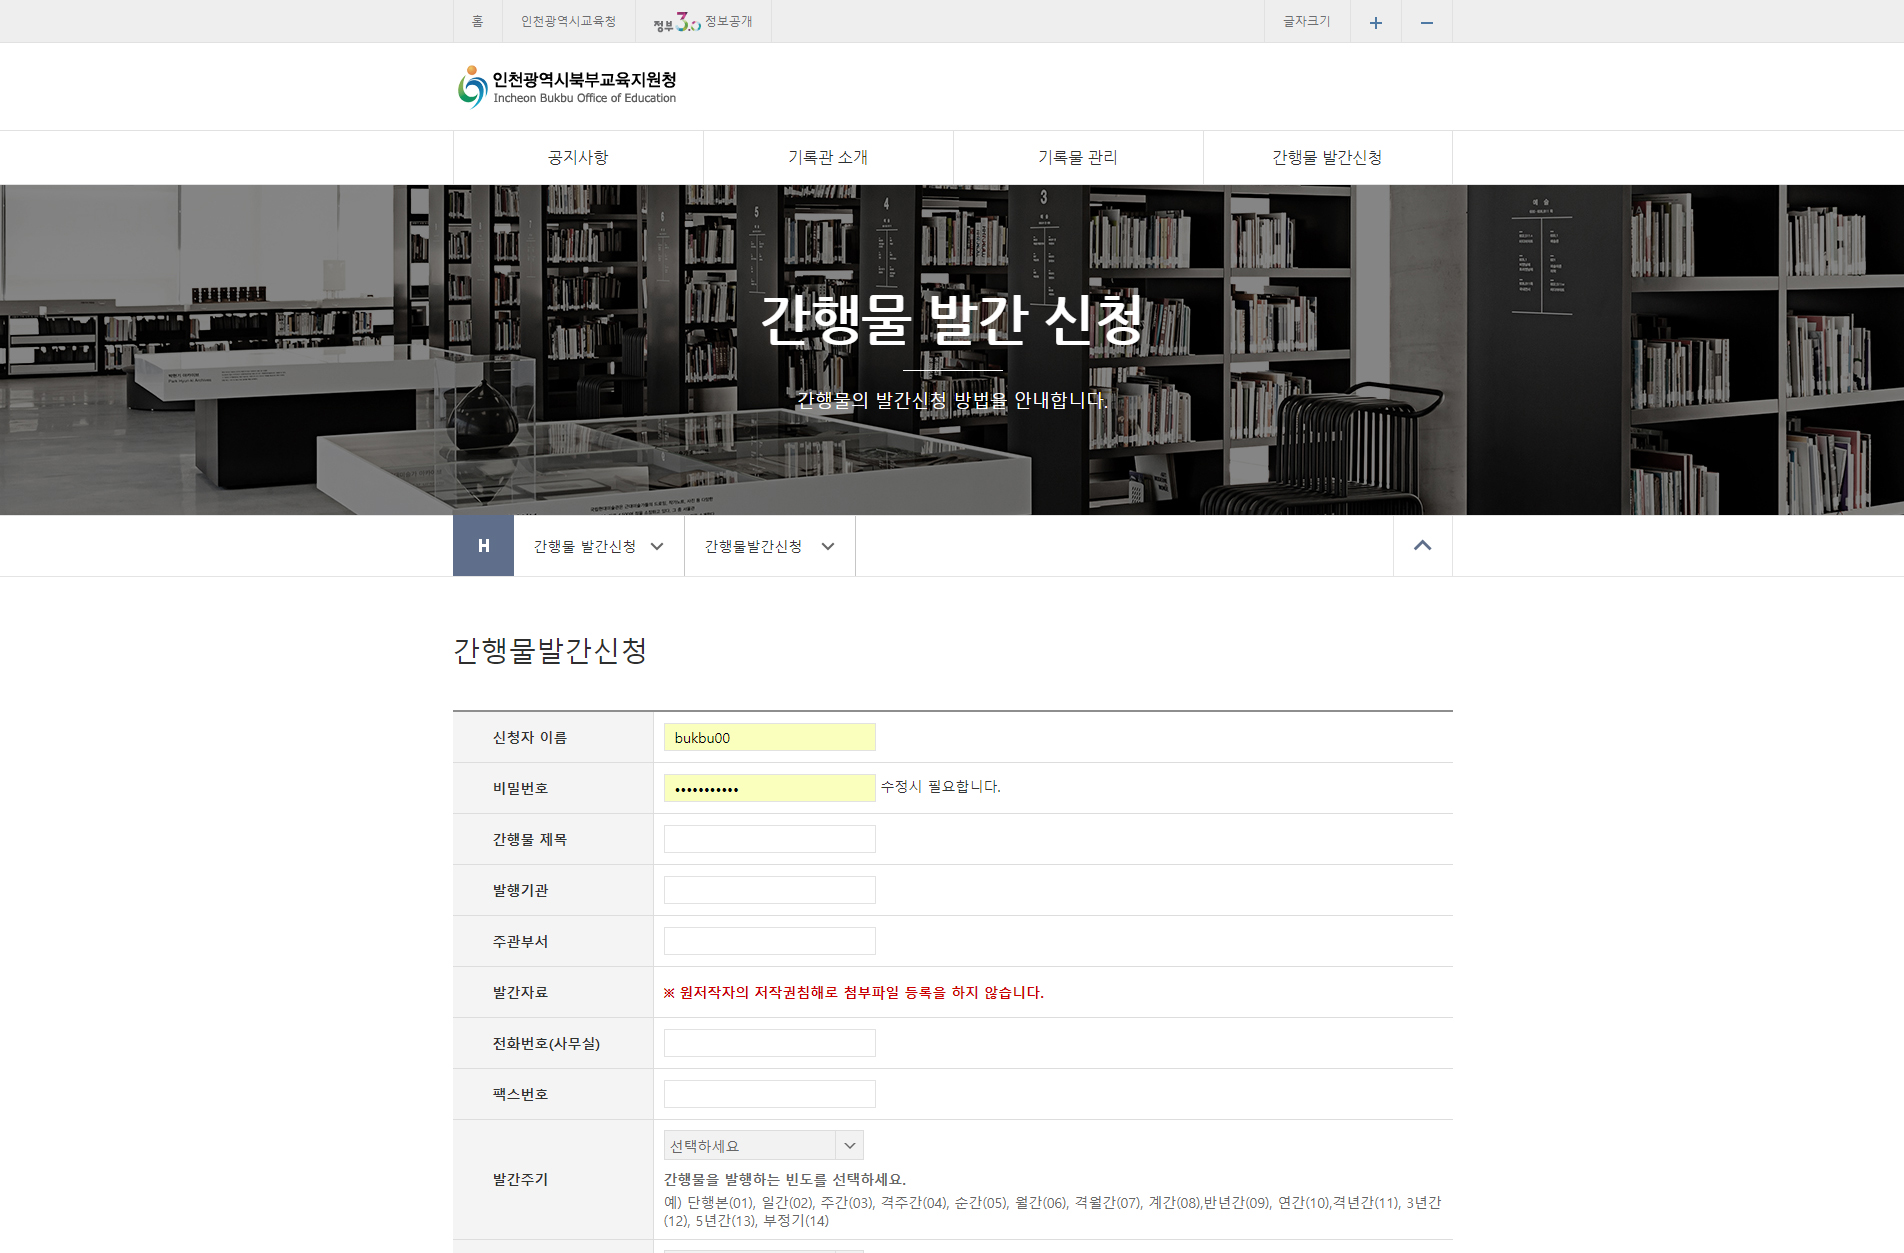 홈
인천광역시교육청
정부3.0 정보공개
글자크기
+
−
인천광역시북부교육지원청
Incheon Bukbu Office of Education
공지사항
기록관 소개
기록물 관리
간행물 발간신청
6
5
4
3
예 술
간행물 발간 신청
간행물의 발간신청 방법을 안내합니다.
H
간행물 발간신청
간행물발간신청
간행물발간신청
신청자 이름
bukbu00
비밀번호
••••••••••• 수정시 필요합니다.
간행물 제목
발행기관
주관부서
발간자료
※ 원저작자의 저작권침해로 첨부파일 등록을 하지 않습니다.
전화번호(사무실)
팩스번호
발간주기
선택하세요
간행물을 발행하는 빈도를 선택하세요.
예) 단행본(01), 일간(02), 주간(03), 격주간(04), 순간(05), 월간(06), 격월간(07), 계간(08),반년간(09), 연간(10),격년간(11), 3년간
(12), 5년간(13), 부정기(14)